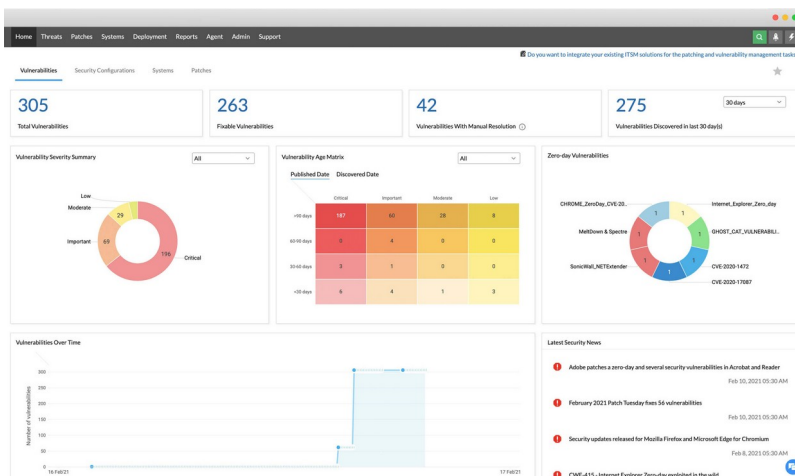 Home Threats Patches Systems Deployment Reports Agent Admin Support
Do you want to integrate your existing ITSM solutions for the patching and vulnerability management tasks
Vulnerabilities Security Configurations Systems Patches
305
Total Vulnerabilities
263
Fixable Vulnerabilities
42
Vulnerabilities With Manual Resolution
275
30 days
Vulnerabilities Discovered in last 30 day(s)
Vulnerability Severity Summary
All
Low
Moderate
29
Important
69
196
Critical
Vulnerability Age Matrix
All
Published Date Discovered Date
Critical Important Moderate Low
>90 days 187 60 28 8
60-90 days 0 4 0 0
30-60 days 3 1 0 0
<30 days 6 4 1 3
Zero-day Vulnerabilities
CHROME_ZeroDay_CVE-20..
Internet_Explorer_Zero_day
MeltDown & Spectre
GHOST_CAT_VULNERABILI..
SonicWall_NETExtender
CVE-2020-1472
CVE-2020-17087
1 1
1 1
1 1
1
Vulnerabilities Over Time
Number of vulnerabilities
300
250
200
150
100
50
0
16 Feb'21 17 Feb'21
Latest Security News
Adobe patches a zero-day and several security vulnerabilities in Acrobat and Reader
Feb 10, 2021 05:30 AM
February 2021 Patch Tuesday fixes 56 vulnerabilities
Feb 10, 2021 05:30 AM
Security updates released for Mozilla Firefox and Microsoft Edge for Chromium
Feb 8, 2021 05:30 AM
CWE-415 - Internet Explorer Zero-day exploited in the wild